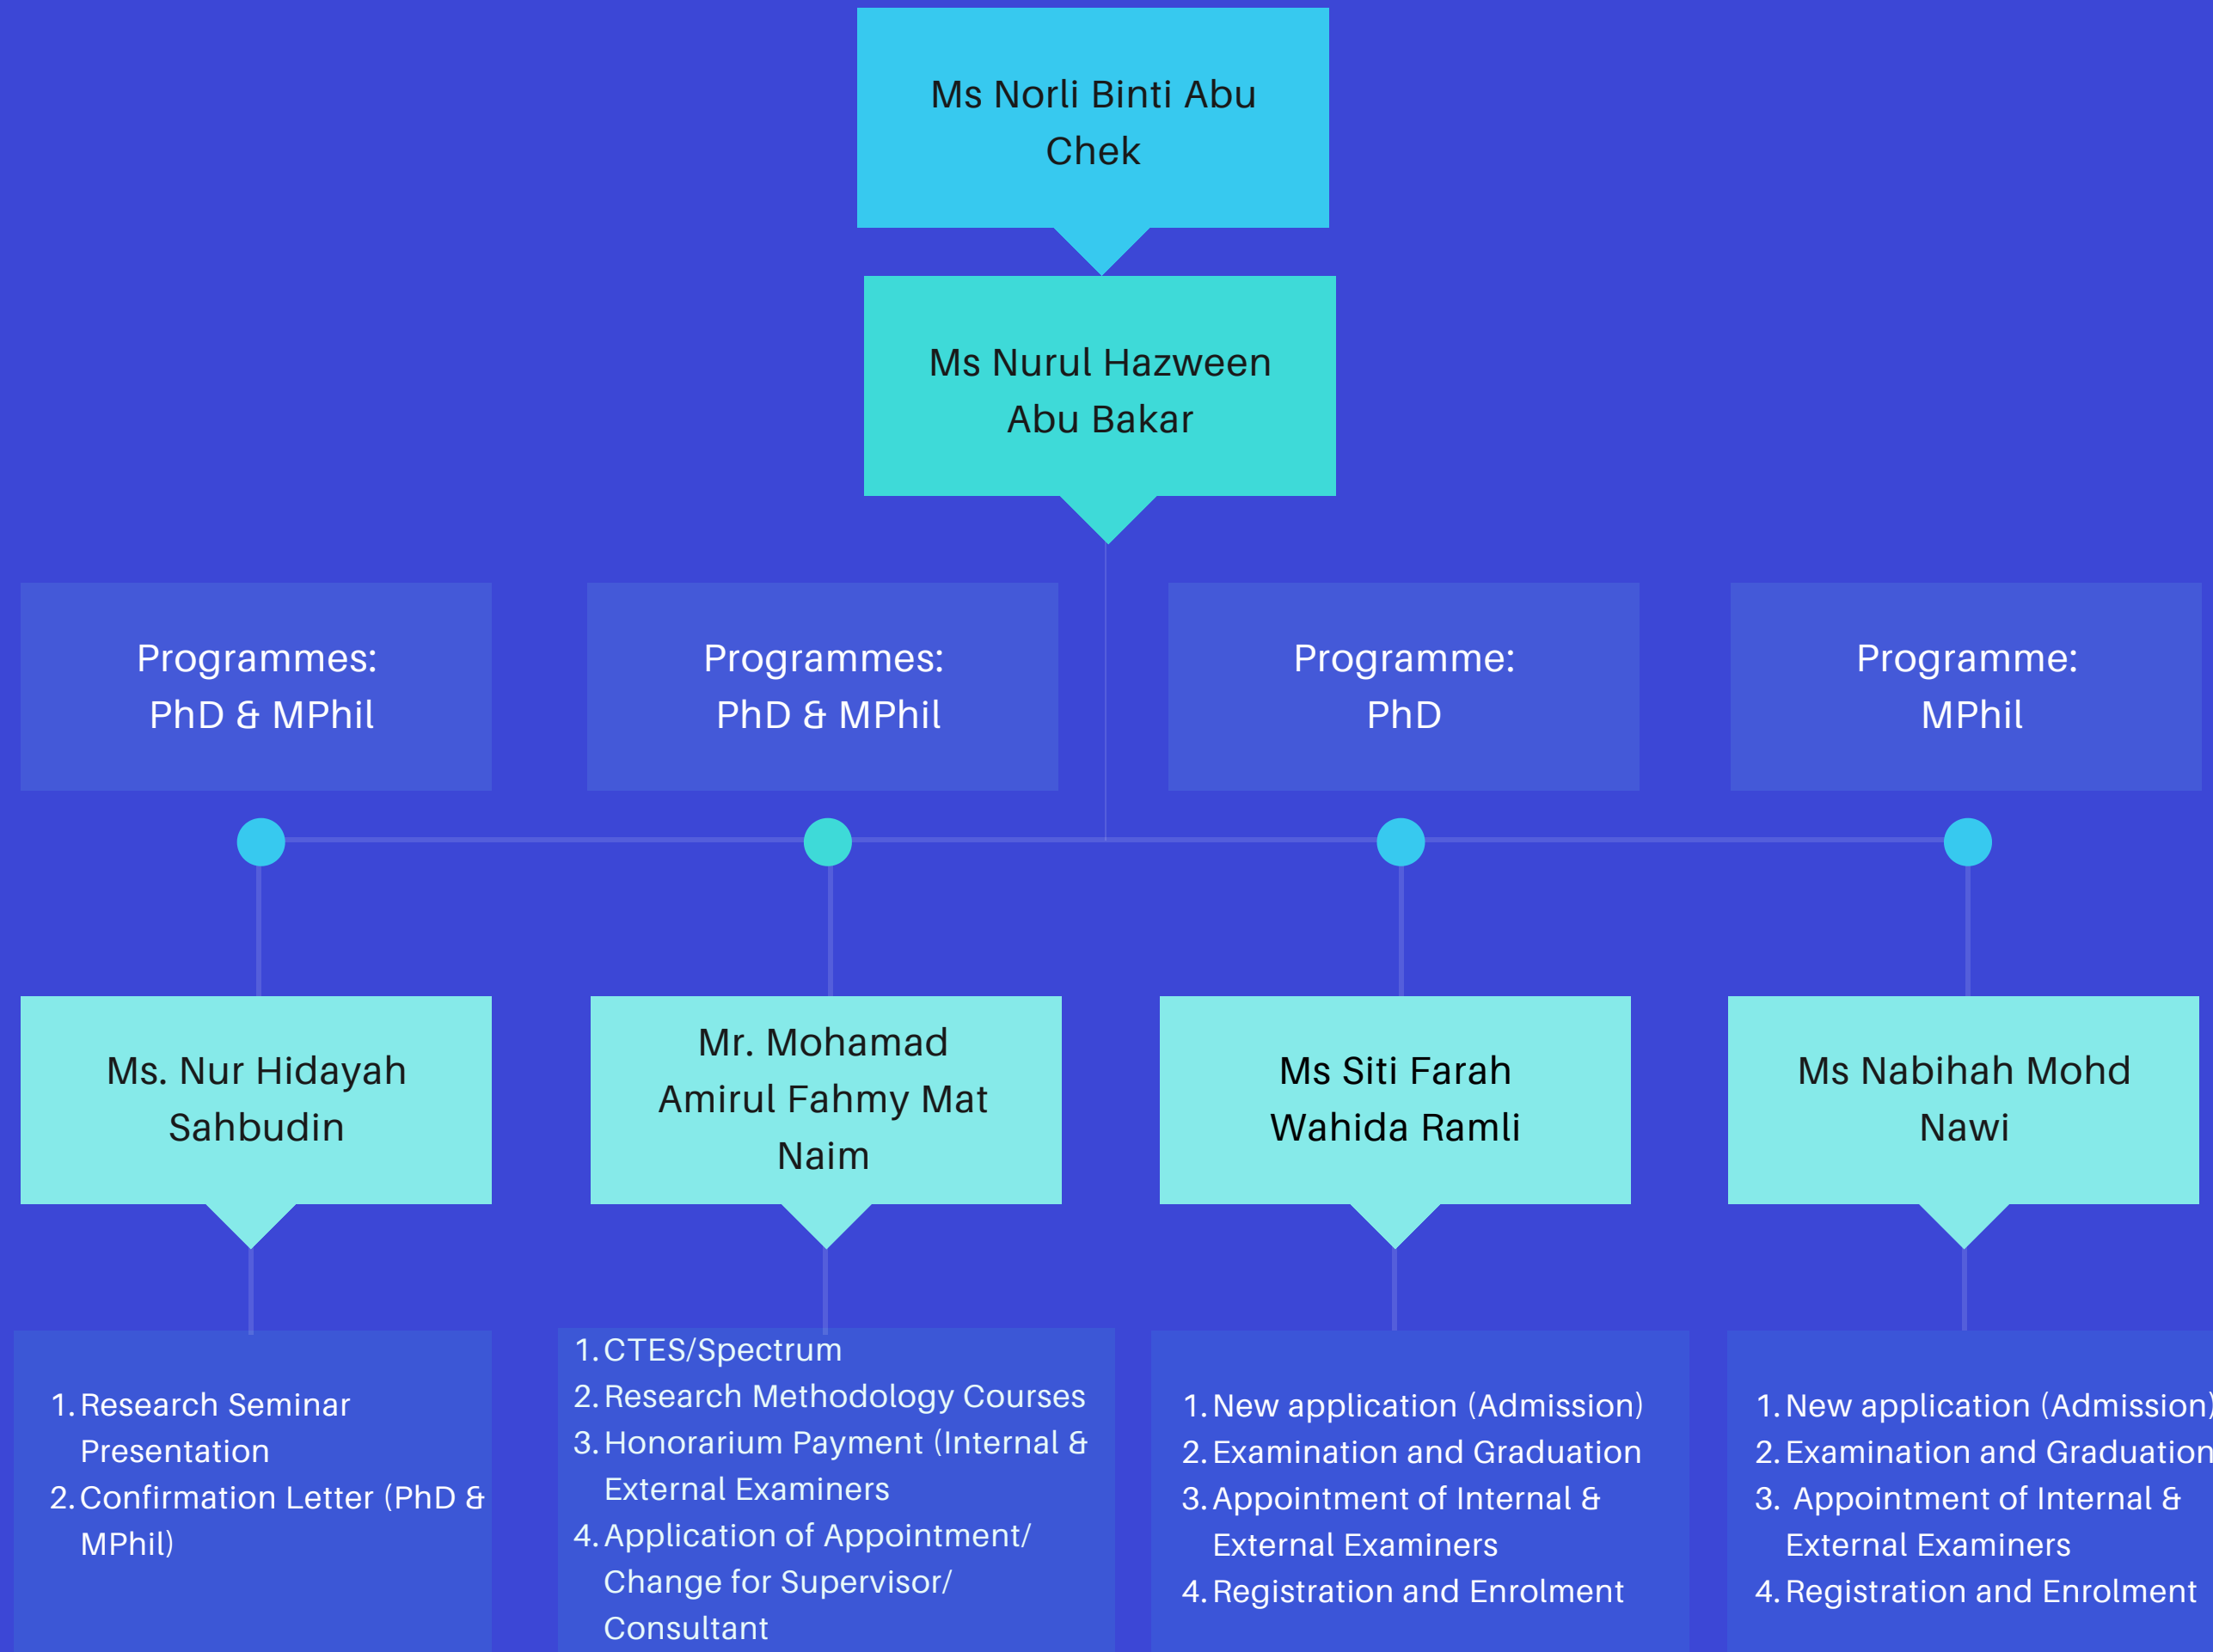 Ms Norli Binti Abu
Chek
Ms Nurul Hazween
Abu Bakar
Programmes:
PhD & MPhil
Programmes:
PhD & MPhil
Programme:
PhD
Programme:
MPhil
Ms. Nur Hidayah
Sahbudin
Mr. Mohamad
Amirul Fahmy Mat
Naim
Ms Siti Farah
Wahida Ramli
Ms Nabihah Mohd
Nawi
1. Research Seminar
Presentation
2. Confirmation Letter (PhD &
MPhil)
1. CTES/Spectrum
2. Research Methodology Courses
3. Honorarium Payment (Internal &
External Examiners
4. Application of Appointment/
Change for Supervisor/
Consultant
1. New application (Admission)
2. Examination and Graduation
3. Appointment of Internal &
External Examiners
4. Registration and Enrolment
1. New application (Admission)
2. Examination and Graduation
3. Appointment of Internal &
External Examiners
4. Registration and Enrolment